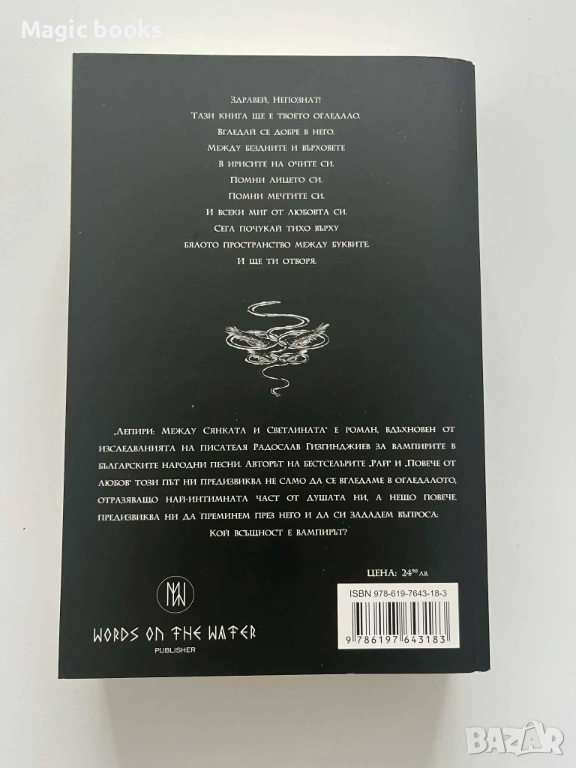 Magic books
Здравей, Непознат!
Тази книга ще е твоето огледало.
Вгледай се добре в него.
Между бездните и върховете
в ирисите на очите си.
Помни лицето си.
Помни мечтите си.
И всеки миг от любовта си.
Сега почукай тихо върху
бялото пространство между буквите.
И ще ти отворя.
„Лепири: Между Сянката и Светлината“ е роман, вдъхновен от
изследванията на писателя Радослав Гизгинджиев за вампирите в
българските народни песни. Авторът на бестселърите „Рай“ и „Повече от
любов“ този път ни предизвиква не само да се вгледаме в огледалото,
отразяващо най-интимната част от душата ни, а нещо повече,
предизвиква ни да преминем през него и да си зададем въпроса:
Кой всъщност е вампирът?
Цена: 24⁹⁰ лв.
ISBN 978-619-7643-18-3
9 786197 643183
WORDS ON THE WATER
PUBLISHER
BAZAR